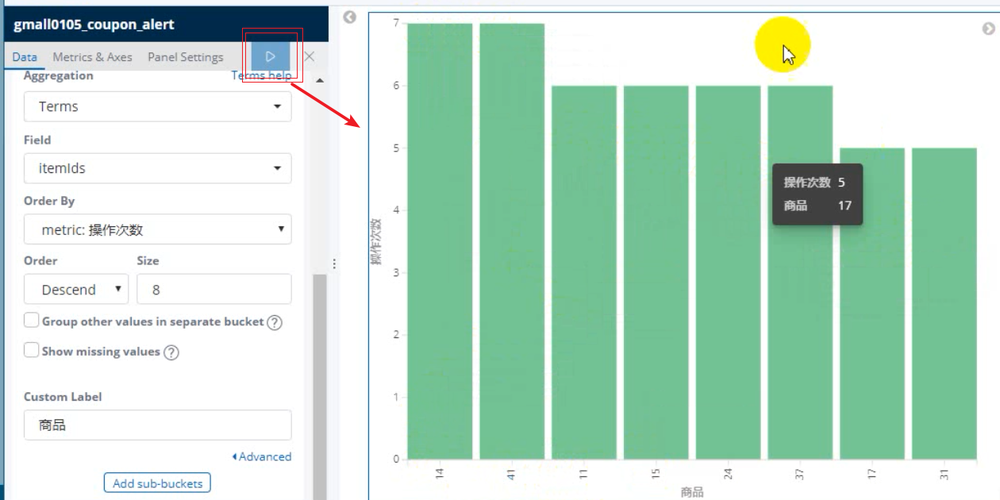 gmall0105_coupon_alert
Data Metrics & Axes Panel Settings
Aggregation Terms help
Terms
Field
itemIds
Order By
metric: 操作次数
Order Size
Descend 8
Group other values in separate bucket ?
Show missing values ?
Custom Label
商品
Advanced
Add sub-buckets
7
6
5
4
3
2
1
0
操作次数
操作次数 5
商品 17
14 41 11 15 24 37 17 31
商品